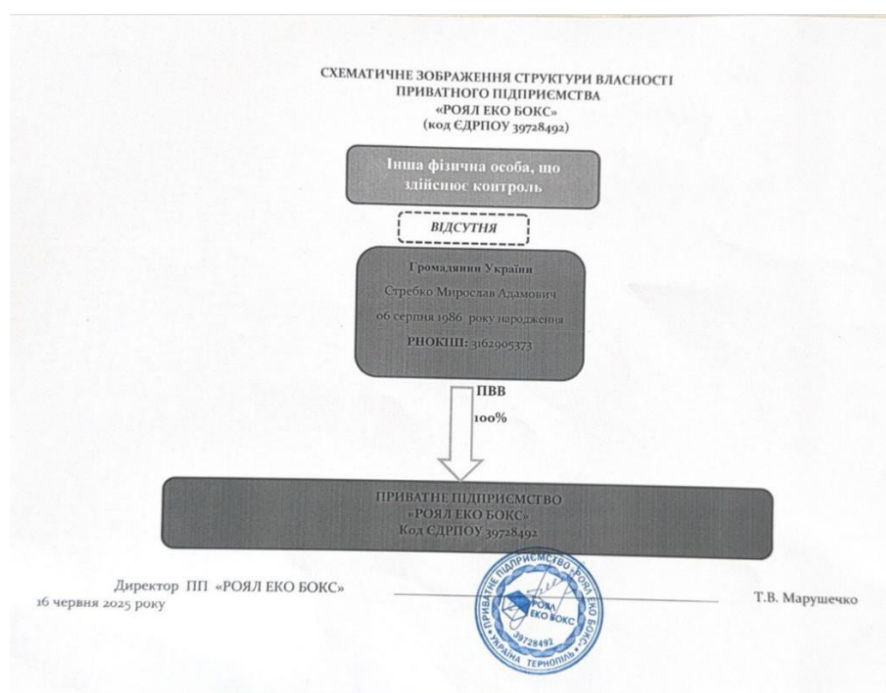 СХЕМАТИЧНЕ ЗОБРАЖЕННЯ СТРУКТУРИ ВЛАСНОСТІ
ПРИВАТНОГО ПІДПРИЄМСТВА
«РОЯЛ ЕКО БОКС»
(код ЄДРПОУ 39728492)
Інша фізична особа, що
здійснює контроль
ВІДСУТНЯ
Громадянин України
Стребко Мирослав Адамович
06 серпня 1986 року народження
РНОКПП: 3162905373
ПВВ
100%
ПРИВАТНЕ ПІДПРИЄМСТВО
«РОЯЛ ЕКО БОКС»
Код ЄДРПОУ 39728492
Директор ПП «РОЯЛ ЕКО БОКС»
Т.В. Марушечко
16 червня 2025 року
ПРИВАТНЕ ПІДПРИЄМСТВО «РОЯЛ ЕКО БОКС»
РОЯЛ
ЕКО БОКС
39728492
УКРАЇНА ТЕРНОПІЛЬ